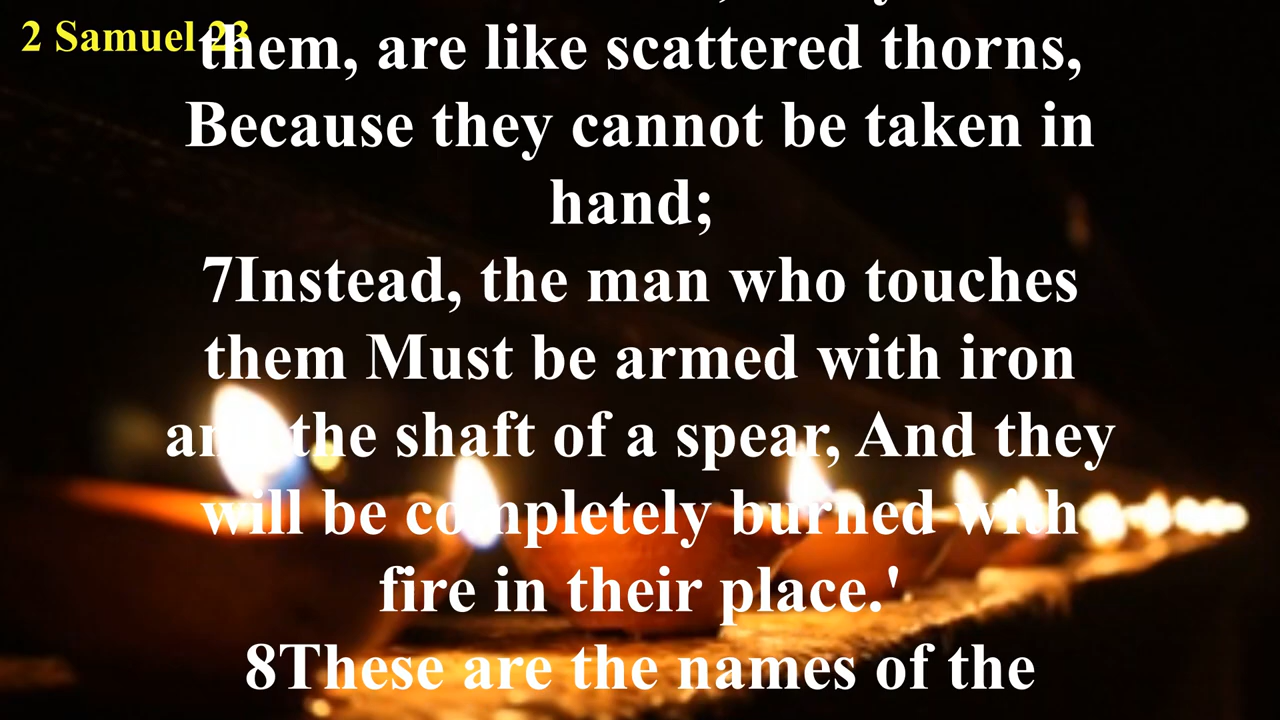 2 Samuel 23
them, are like scattered thorns,
Because they cannot be taken in
hand;
7Instead, the man who touches
them Must be armed with iron
and the shaft of a spear, And they
will be completely burned with
fire in their place.'
8These are the names of the